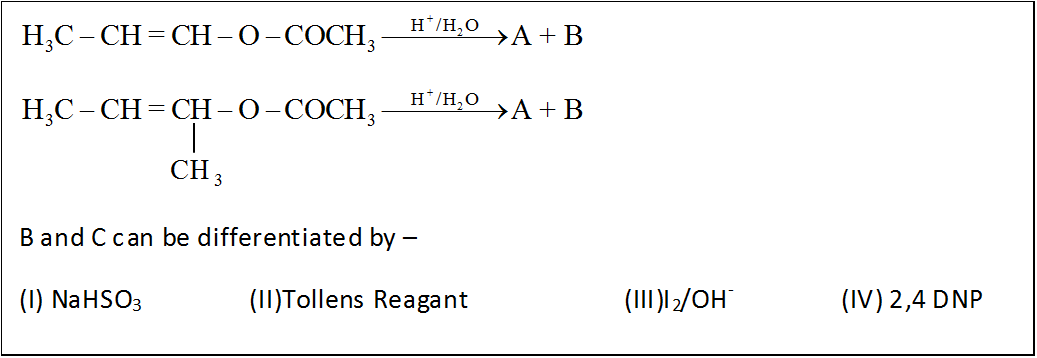 H₃C – CH = CH – O – COCH₃ H⁺/H₂O → A + B
H₃C – CH = CH – O – COCH₃ H⁺/H₂O → A + B
|
CH₃
B and C can be differentiated by –
(I) NaHSO₃ (II)Tollens Reagant (III)I₂/OH⁻ (IV) 2,4 DNP